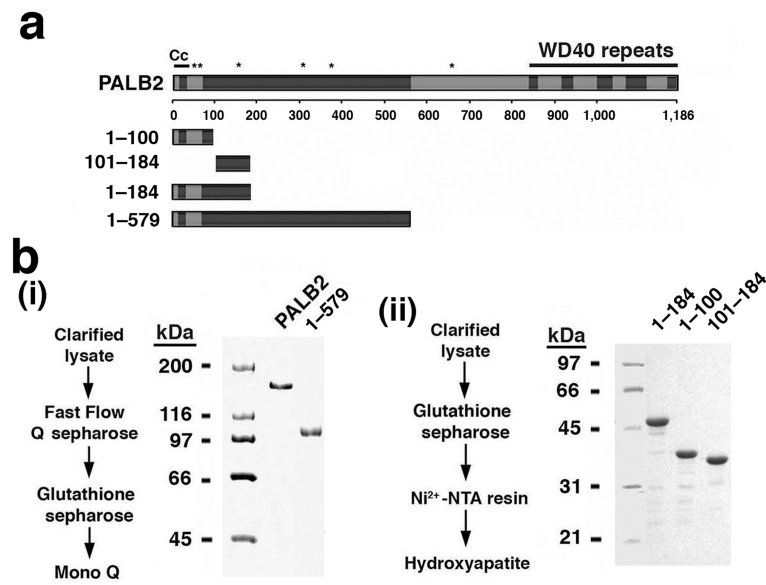 a
Cc
** * * * *
WD40 repeats
PALB2
0 100 200 300 400 500 600 700 800 900 1,000 1,186
1–100
101–184
1–184
1–579
b
(i)
Clarified
lysate
Fast Flow
Q sepharose
Glutathione
sepharose
Mono Q
kDa
200
116
97
66
45
PALB2
1–579
(ii)
Clarified
lysate
Glutathione
sepharose
Ni²⁺-NTA resin
Hydroxyapatite
kDa
97
66
45
31
21
1–184
1–100
101–184